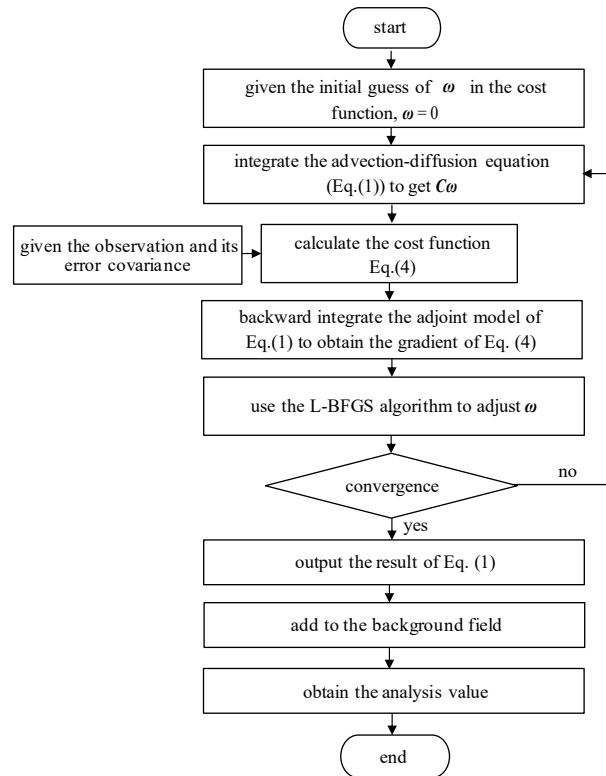 start
given the initial guess of ω in the cost
function, ω = 0
integrate the advection-diffusion equation
(Eq.(1)) to get Cω
given the observation and its
error covariance
calculate the cost function
Eq.(4)
backward integrate the adjoint model of
Eq.(1) to obtain the gradient of Eq. (4)
use the L-BFGS algorithm to adjust ω
convergence
no
yes
output the result of Eq. (1)
add to the background field
obtain the analysis value
end